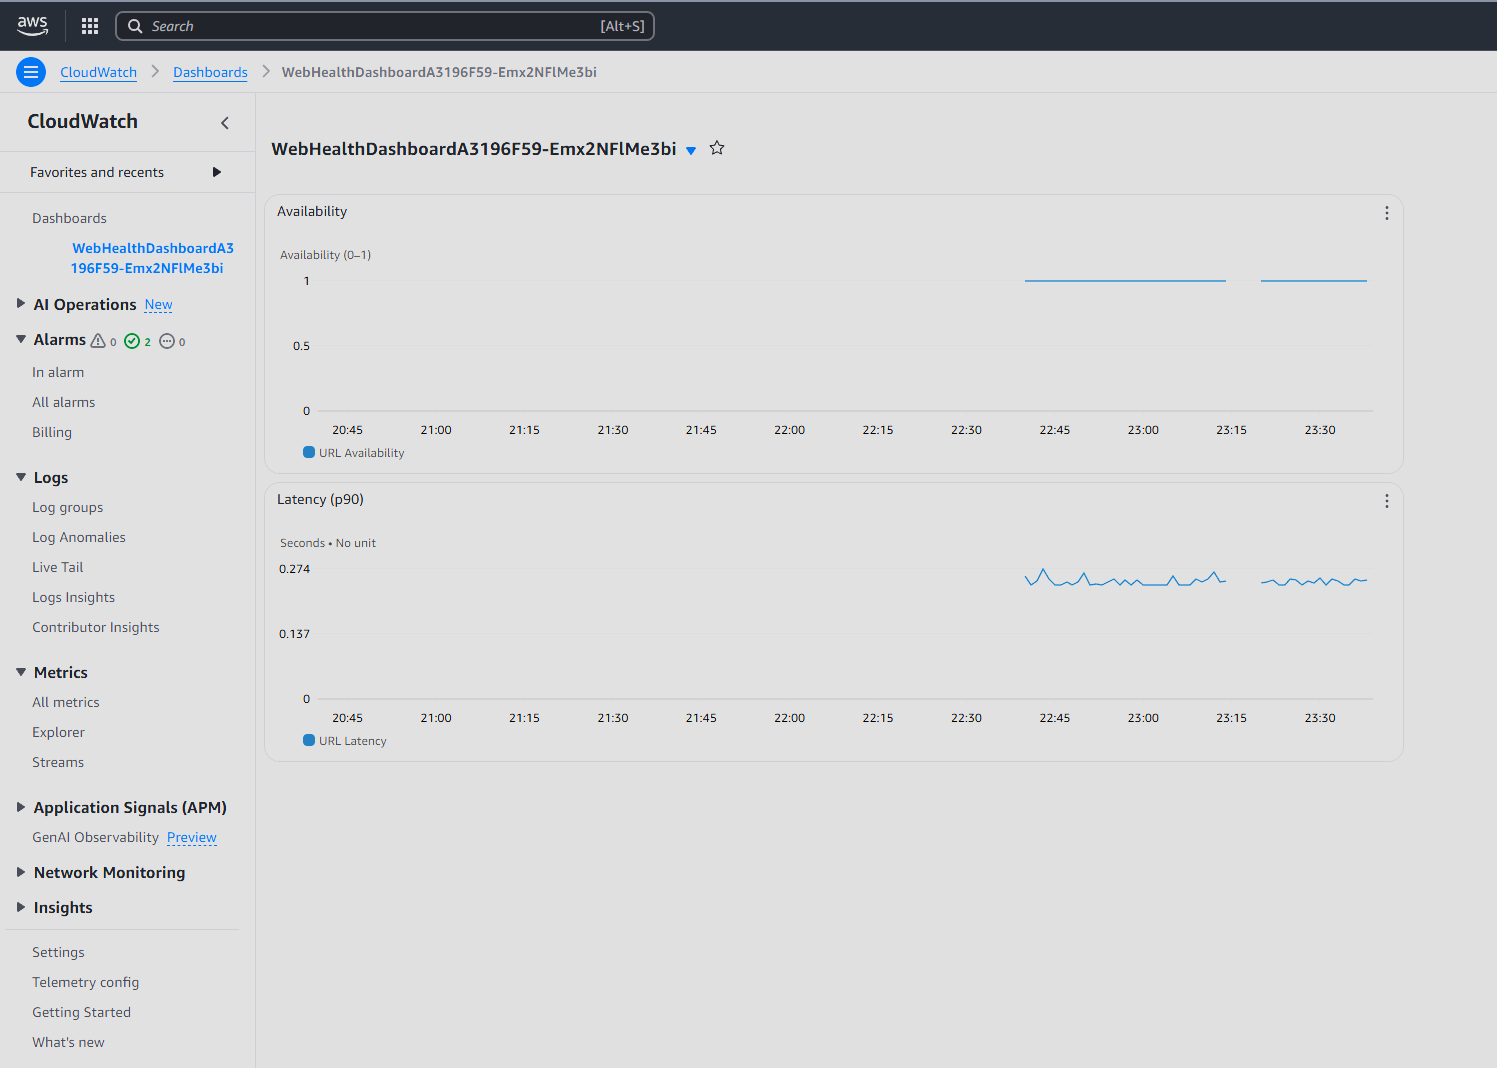 aws
Search [Alt+S]
CloudWatch > Dashboards > WebHealthDashboardA3196F59-Emx2NFlMe3bi
CloudWatch
Favorites and recents
Dashboards
WebHealthDashboardA3
196F59-Emx2NFlMe3bi
AI Operations New
Alarms 0 2 0
In alarm
All alarms
Billing
Logs
Log groups
Log Anomalies
Live Tail
Logs Insights
Contributor Insights
Metrics
All metrics
Explorer
Streams
Application Signals (APM)
GenAI Observability Preview
Network Monitoring
Insights
Settings
Telemetry config
Getting Started
What's new
WebHealthDashboardA3196F59-Emx2NFlMe3bi
Availability
Availability (0–1)
1
0.5
0
20:45 21:00 21:15 21:30 21:45 22:00 22:15 22:30 22:45 23:00 23:15 23:30
URL Availability
Latency (p90)
Seconds • No unit
0.274
0.137
0
20:45 21:00 21:15 21:30 21:45 22:00 22:15 22:30 22:45 23:00 23:15 23:30
URL Latency